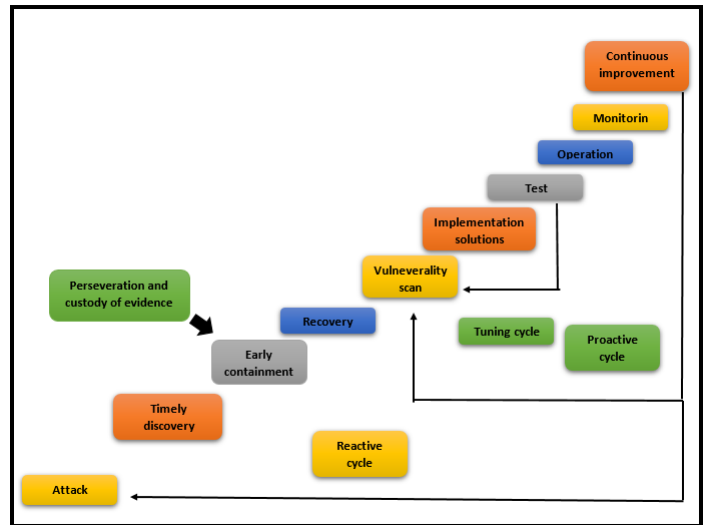 Continuous
improvement
Monitorin
Operation
Test
Implementation
solutions
Vulneverality
scan
Perseveration and
custody of evidence
Recovery
Tuning cycle
Proactive
cycle
Early
containment
Timely
discovery
Reactive
cycle
Attack